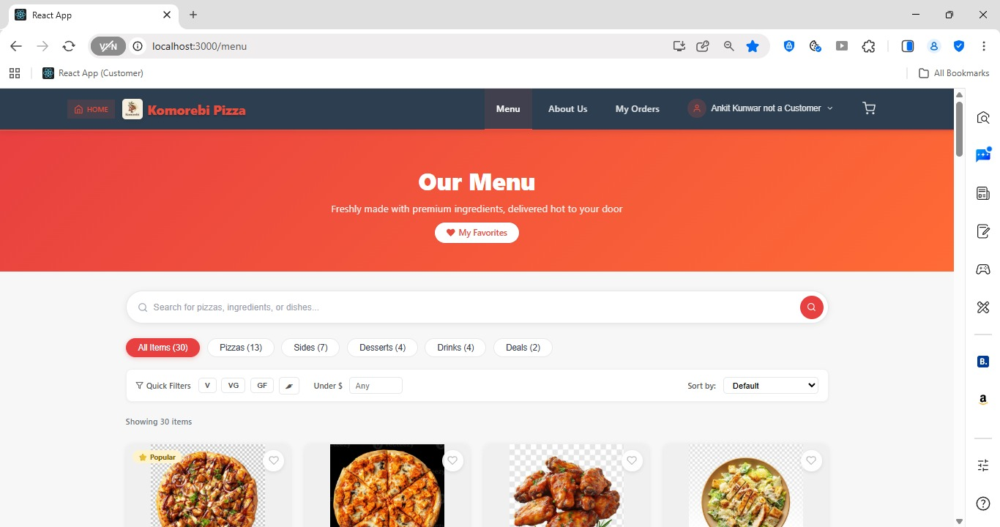 React App
VPN
localhost:3000/menu
React App (Customer)
All Bookmarks
HOME
Komorebi Pizza
Menu
About Us
My Orders
Ankit Kunwar not a Customer
Our Menu
Freshly made with premium ingredients, delivered hot to your door
My Favorites
Search for pizzas, ingredients, or dishes...
All Items (30)
Pizzas (13)
Sides (7)
Desserts (4)
Drinks (4)
Deals (2)
Quick Filters
V
VG
GF
Under $
Any
Sort by:
Default
Showing 30 items
Popular
B.
a